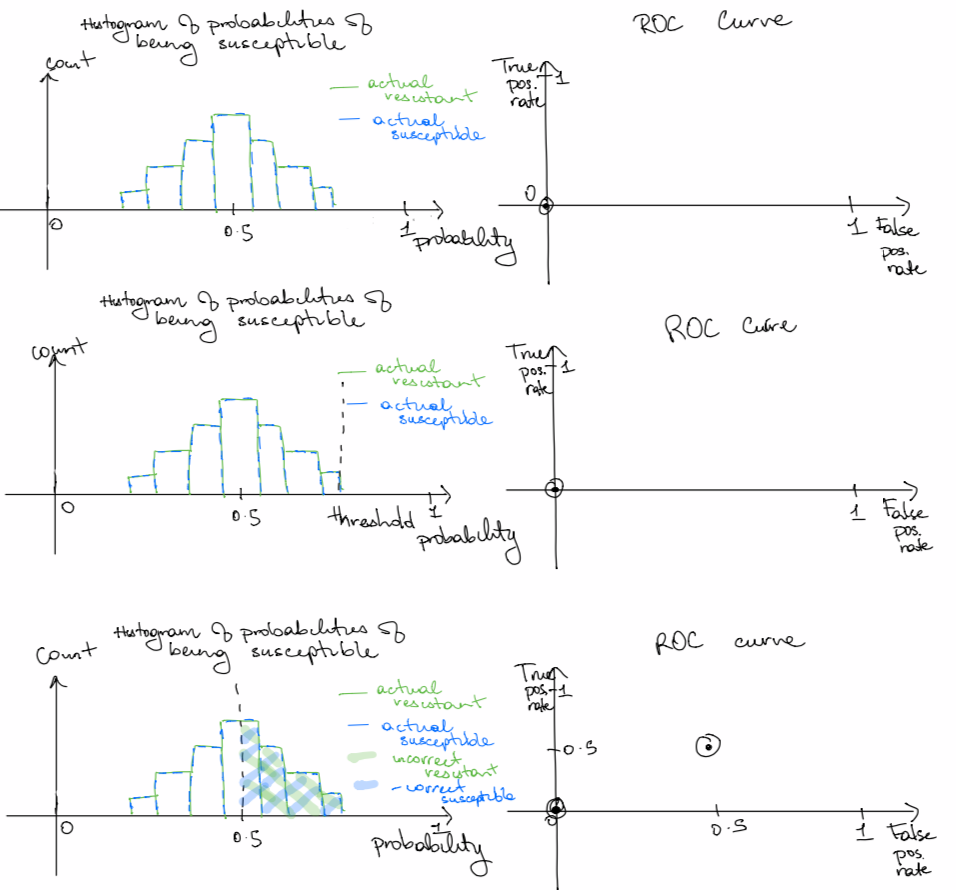 Histogram of probabilities of
being susceptible
count
actual
resistant
actual
susceptible
0
0.5
1
probability
ROC Curve
True
pos.
rate
1
0
1
False
pos.
rate
Histogram of probabilities of
being susceptible
count
actual
resistant
actual
susceptible
0
0.5
threshold
1
probability
ROC Curve
True
pos.
rate
1
1
False
pos.
rate
Histogram of probabilities of
being susceptible
Count
actual
resistant
actual
susceptible
incorrect
resistant
- correct
susceptible
0
0.5
1
probability
ROC curve
True
pos.
rate
1
0.5
0
0.5
1
False
pos.
rate